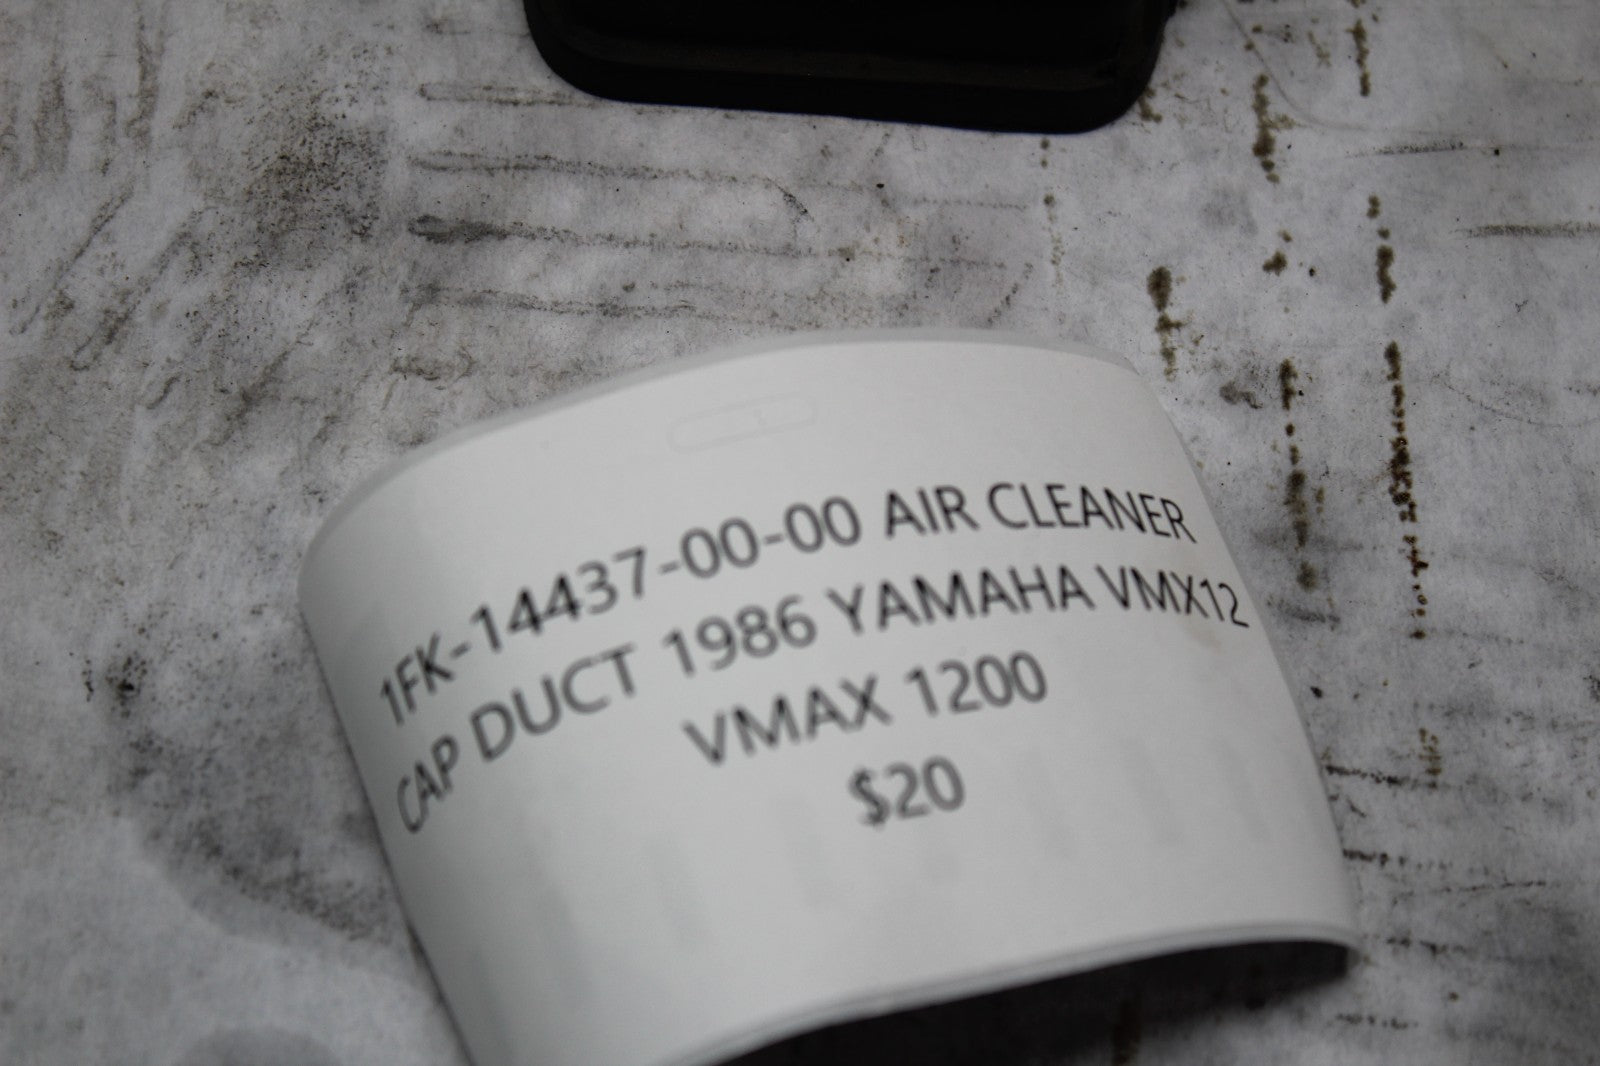 1FK-14437-00-00 AIR CLEANER
CAP DUCT 1986 YAMAHA VMX12
VMAX 1200
$20